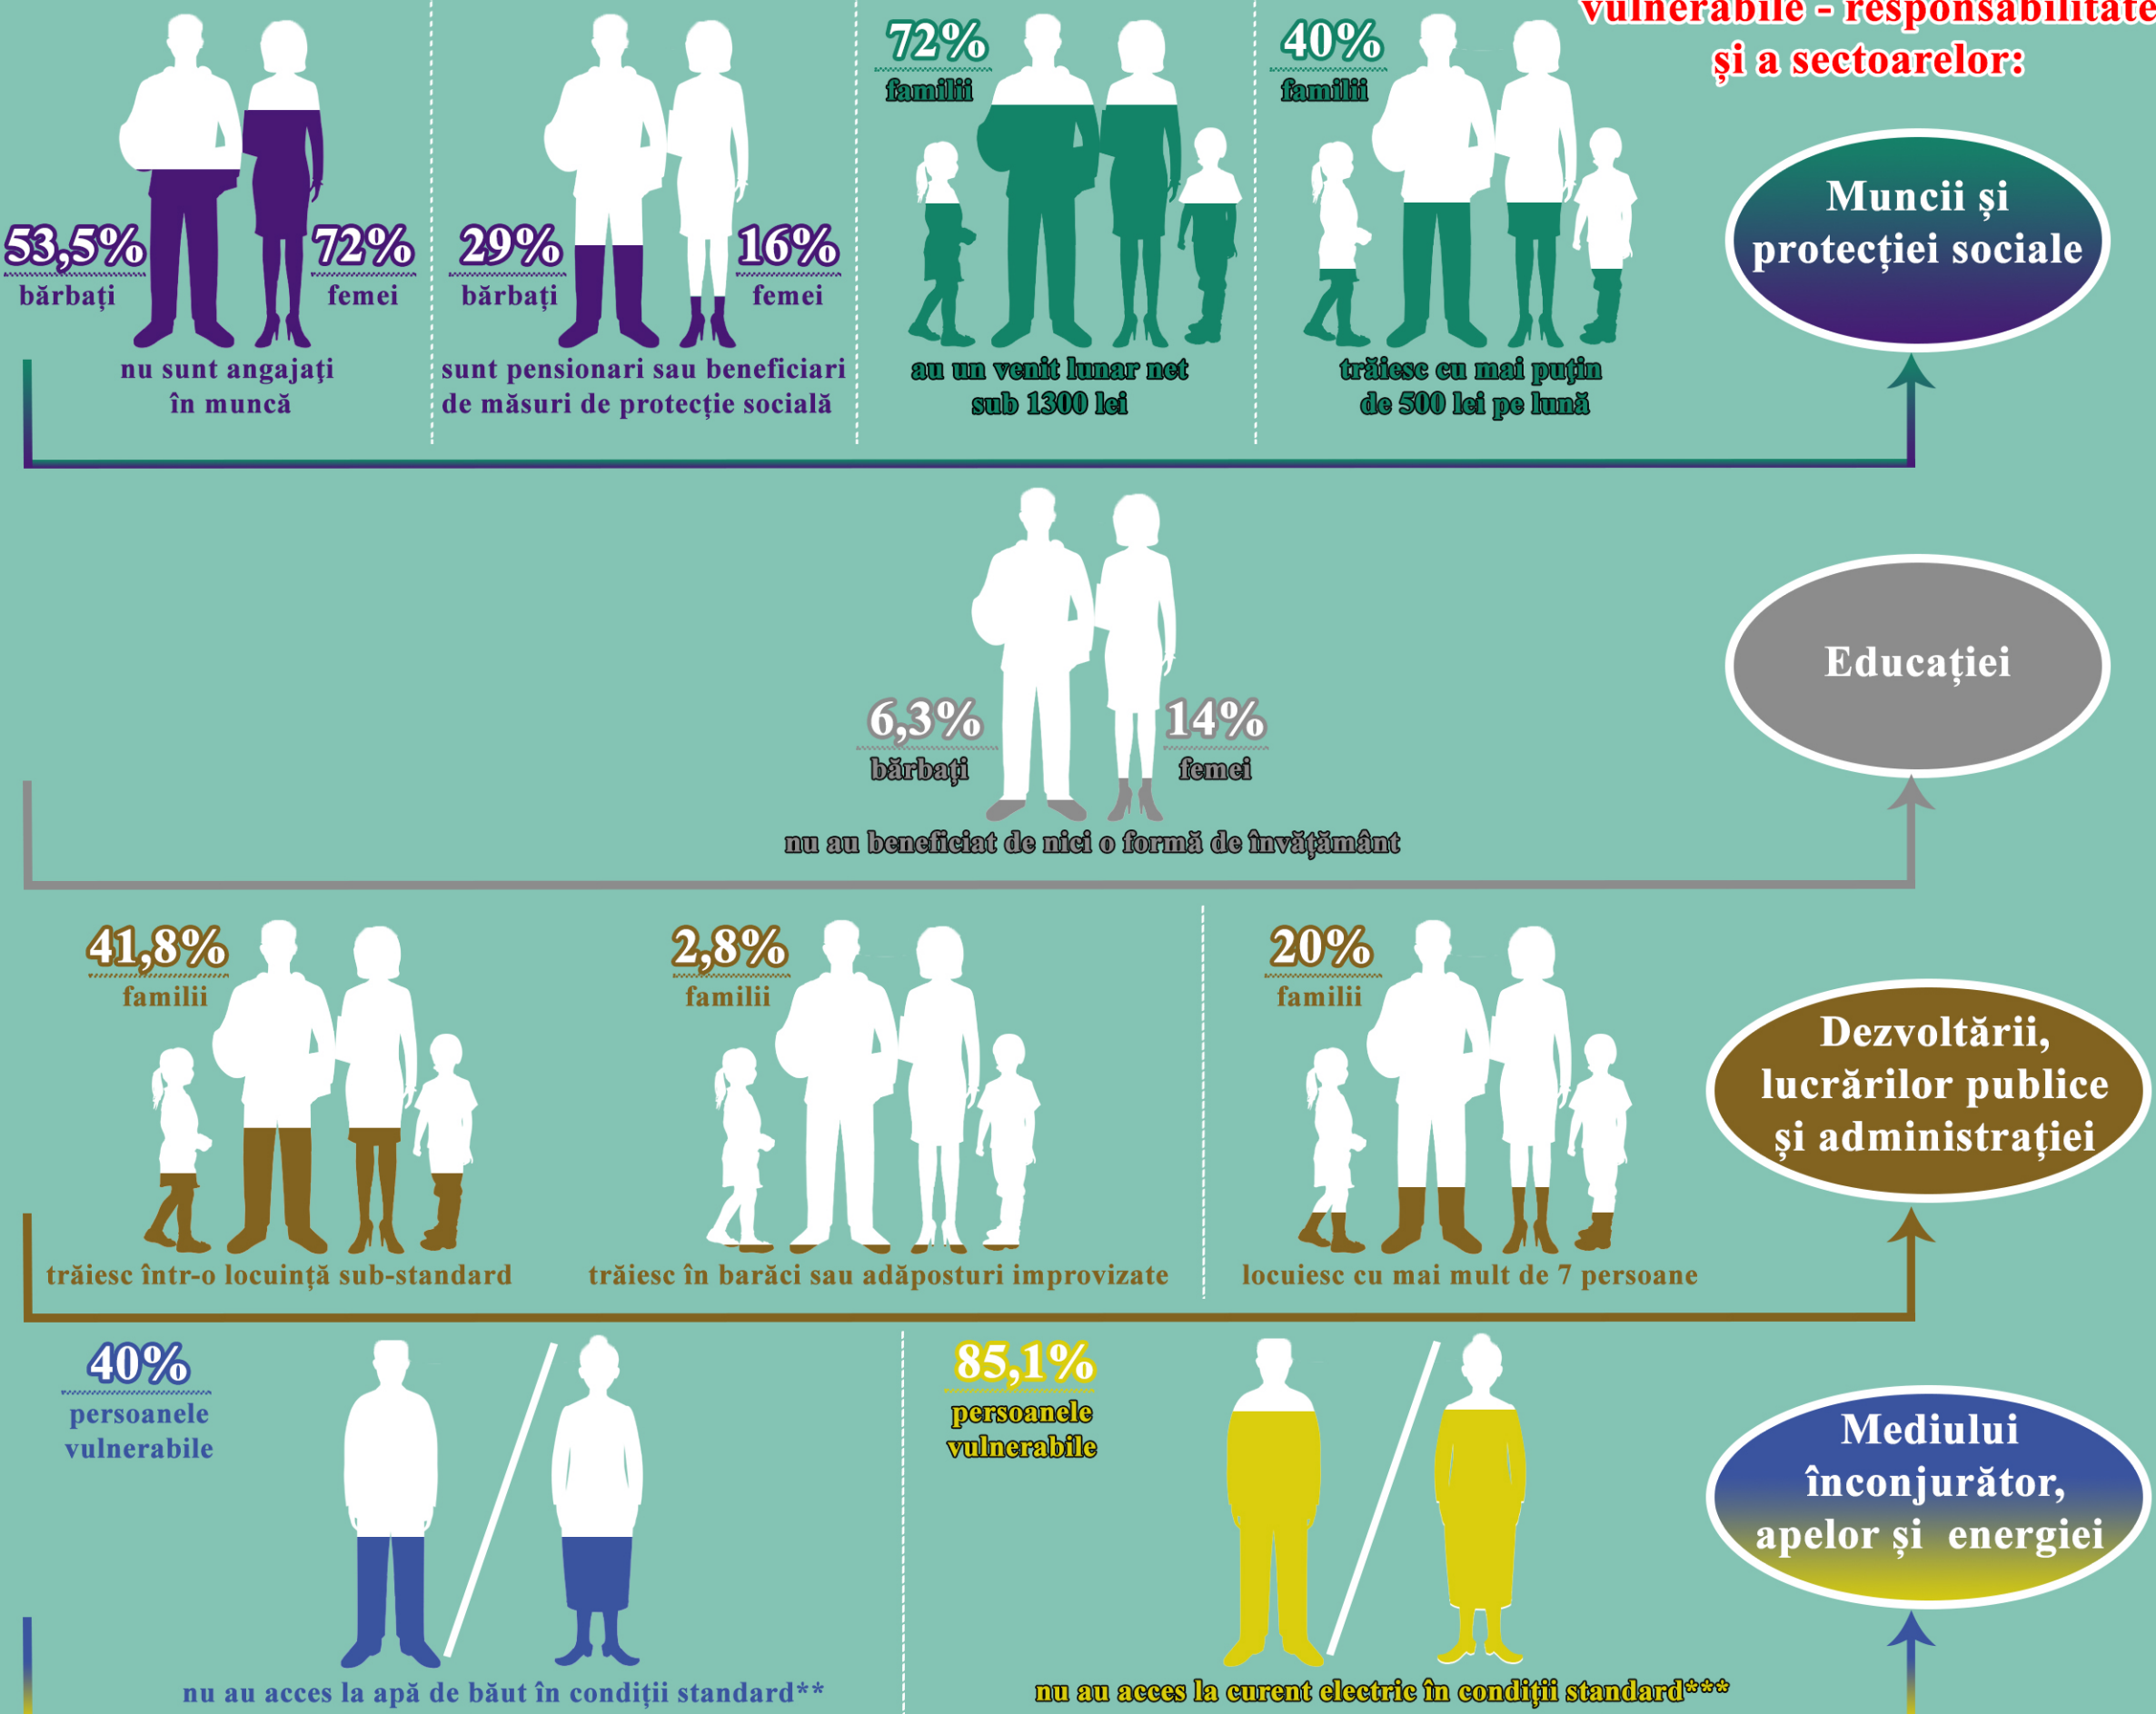 vulnerabile - responsabilitate
și a sectoarelor:
53,5%
bărbați
72%
femei
nu sunt angajaţi
în muncă
29%
bărbați
16%
femei
sunt pensionari sau beneficiari
de măsuri de protecție socială
72%
familii
au un venit lunar net
sub 1300 lei
40%
familii
trăiesc cu mai puţin
de 500 lei pe lună
Muncii și
protecției sociale
6,3%
bărbați
14%
femei
nu au beneficiat de nici o formă de învățământ
Educației
41,8%
familii
trăiesc într-o locuință sub-standard
2,8%
familii
trăiesc în barăci sau adăposturi improvizate
20%
familii
locuiesc cu mai mult de 7 persoane
Dezvoltării,
lucrărilor publice
și administrației
40%
persoanele
vulnerabile
nu au acces la apă de băut în condiții standard**
85,1%
persoanele
vulnerabile
nu au acces la curent electric în condiții standard***
Mediului
înconjurător,
apelor și energiei